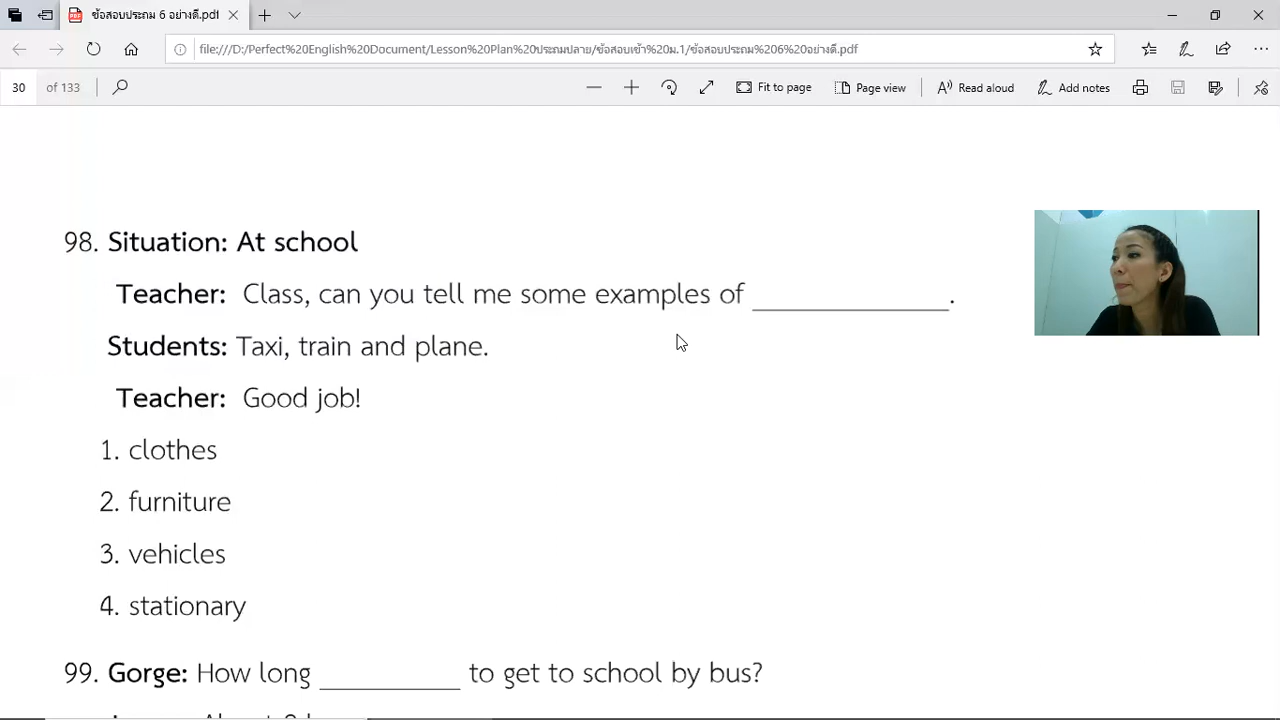 ข้อสอบประถม 6 อย่างดี.pdf
file:///D:/Perfect%20English%20Document/Lesson%20Plan%20ประถมปลาย/ข้อสอบเข้า%20ม.1/ข้อสอบประถม%206%20อย่างดี.pdf
30 of 133 Fit to page Page view Read aloud Add notes
98. Situation: At school
Teacher: Class, can you tell me some examples of ______________.
Students: Taxi, train and plane.
Teacher: Good job!
1. clothes
2. furniture
3. vehicles
4. stationary
99. Gorge: How long __________ to get to school by bus?